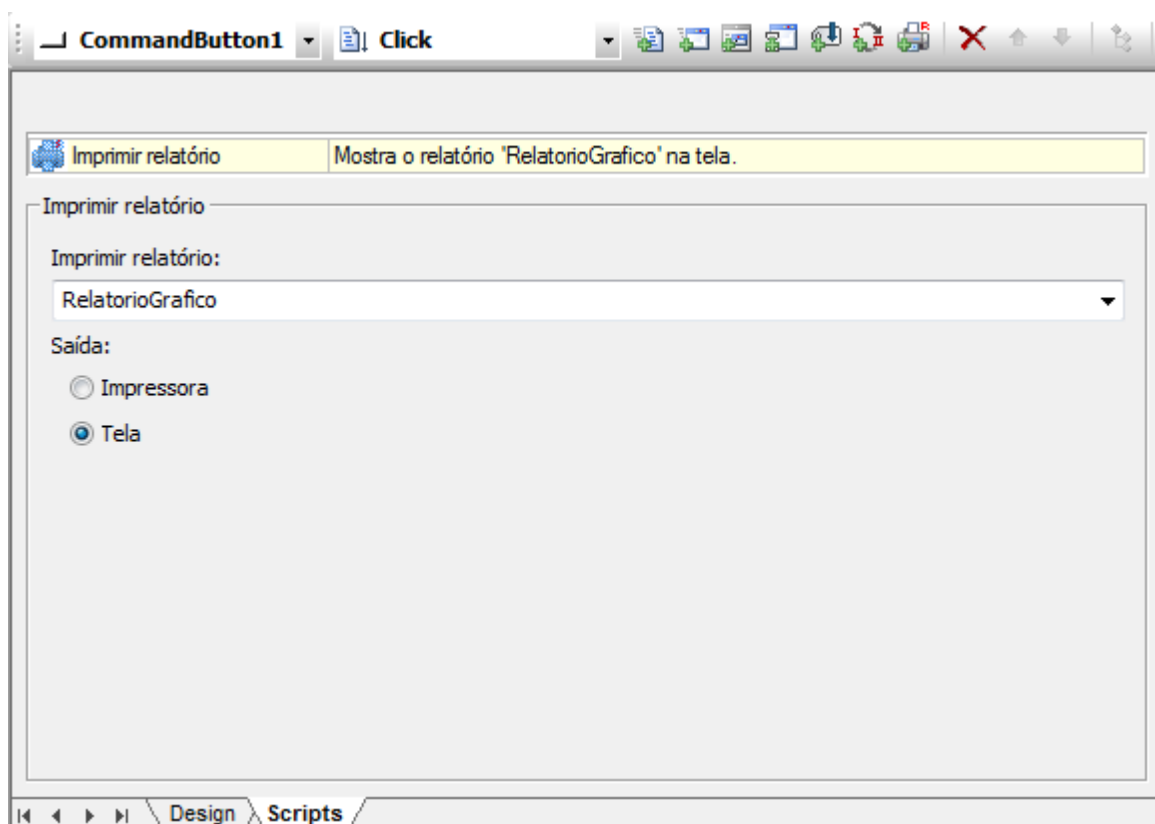 CommandButton1 Click
Imprimir relatório Mostra o relatório 'RelatorioGrafico' na tela.
Imprimir relatório
Imprimir relatório:
RelatorioGrafico
Saída:
Impressora
Tela
Design Scripts